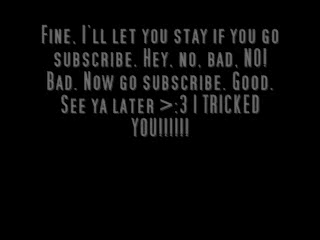 Fine, I'll let you stay if you go
subscribe. Hey, no, bad, NO!
Bad. Now go subscribe. Good.
See ya later >:3 I TRICKED
YOU!!!!!!